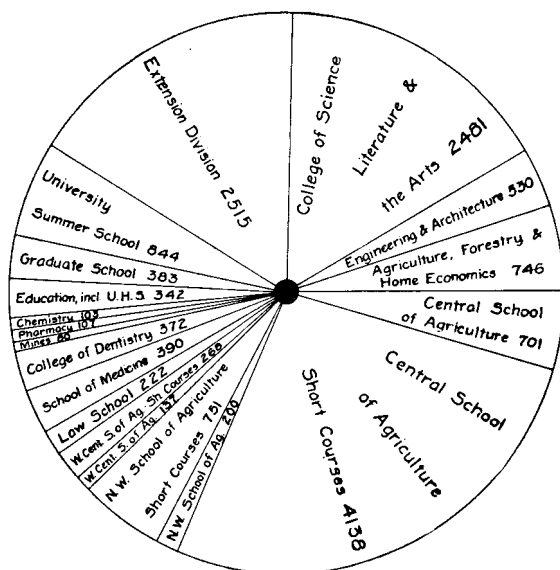 College of Science
Literature &
the Arts 2481
Engineering & Architecture 530
Agriculture, Forestry &
Home Economics 746
Central School
of Agriculture 701
Central School
of Agriculture
Short Courses 4138
N.W. School of Ag. 200
N.W. School of Agriculture
Short Courses 751
W. Cent. S. of Ag. 137
W. Cent. S. of Ag. Sh. Courses 268
Law School 222
School of Medicine 390
College of Dentistry 372
Mines 80
Pharmacy 107
Chemistry 103
Education, incl. U.H.S. 342
Graduate School 383
University
Summer School 844
Extension Division 2515